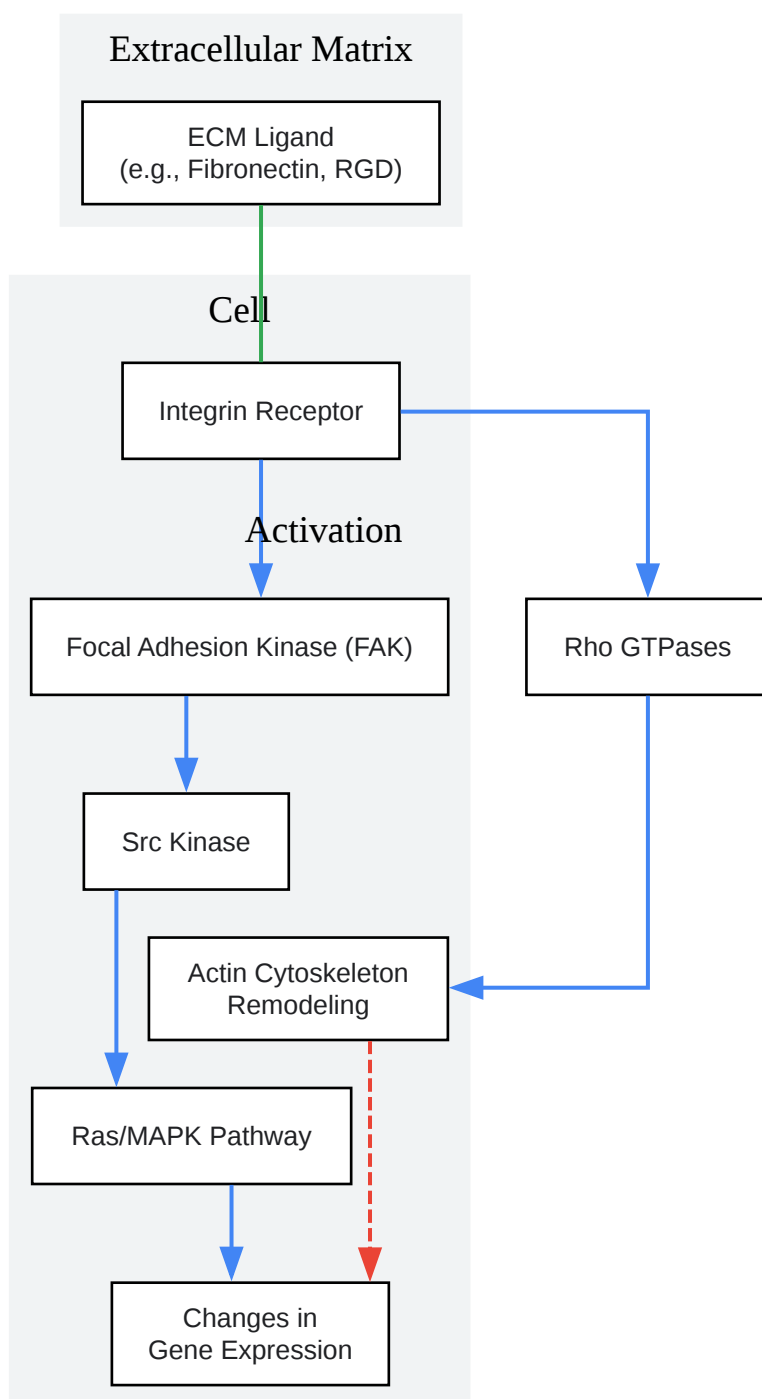 Extracellular Matrix
ECM Ligand
(e.g., Fibronectin, RGD)
Cell
Integrin Receptor
Activation
Focal Adhesion Kinase (FAK)
Rho GTPases
Src Kinase
Actin Cytoskeleton
Remodeling
Ras/MAPK Pathway
Changes in
Gene Expression